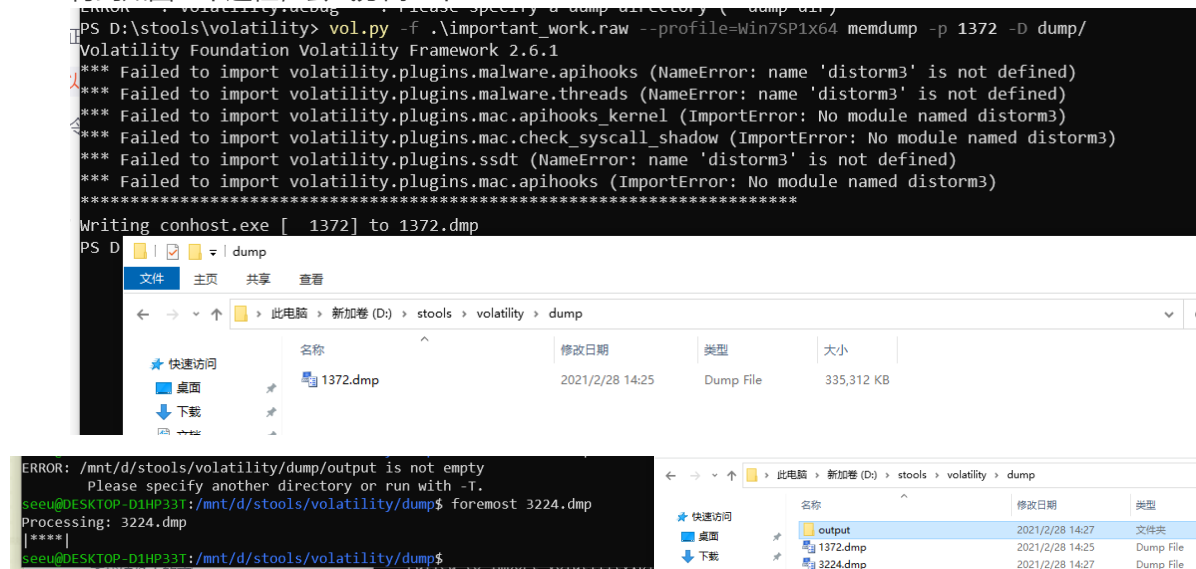 PS D:\stools\volatility> vol.py -f .\important_work.raw --profile=Win7SP1x64 memdump -p 1372 -D dump/
Volatility Foundation Volatility Framework 2.6.1
*** Failed to import volatility.plugins.malware.apihooks (NameError: name 'distorm3' is not defined)
*** Failed to import volatility.plugins.malware.threads (NameError: name 'distorm3' is not defined)
*** Failed to import volatility.plugins.mac.apihooks_kernel (ImportError: No module named distorm3)
*** Failed to import volatility.plugins.mac.check_syscall_shadow (ImportError: No module named distorm3)
*** Failed to import volatility.plugins.ssdt (NameError: name 'distorm3' is not defined)
*** Failed to import volatility.plugins.mac.apihooks (ImportError: No module named distorm3)
************************************************************************
Writing conhost.exe [  1372] to 1372.dmp
PS D
dump
文件 主页 共享 查看
此电脑 › 新加卷 (D:) › stools › volatility › dump
名称 修改日期 类型 大小
快速访问
1372.dmp 2021/2/28 14:25 Dump File 335,312 KB
桌面
下载
ERROR: /mnt/d/stools/volatility/dump/output is not empty
Please specify another directory or run with -T.
seeu@DESKTOP-D1HP33T:/mnt/d/stools/volatility/dump$ foremost 3224.dmp
Processing: 3224.dmp
|****|
seeu@DESKTOP-D1HP33T:/mnt/d/stools/volatility/dump$
此电脑 › 新加卷 (D:) › stools › volatility › dump
名称 修改日期 类型
快速访问
output 2021/2/28 14:27 文件夹
桌面
1372.dmp 2021/2/28 14:25 Dump File
下载
3224.dmp 2021/2/28 14:27 Dump File